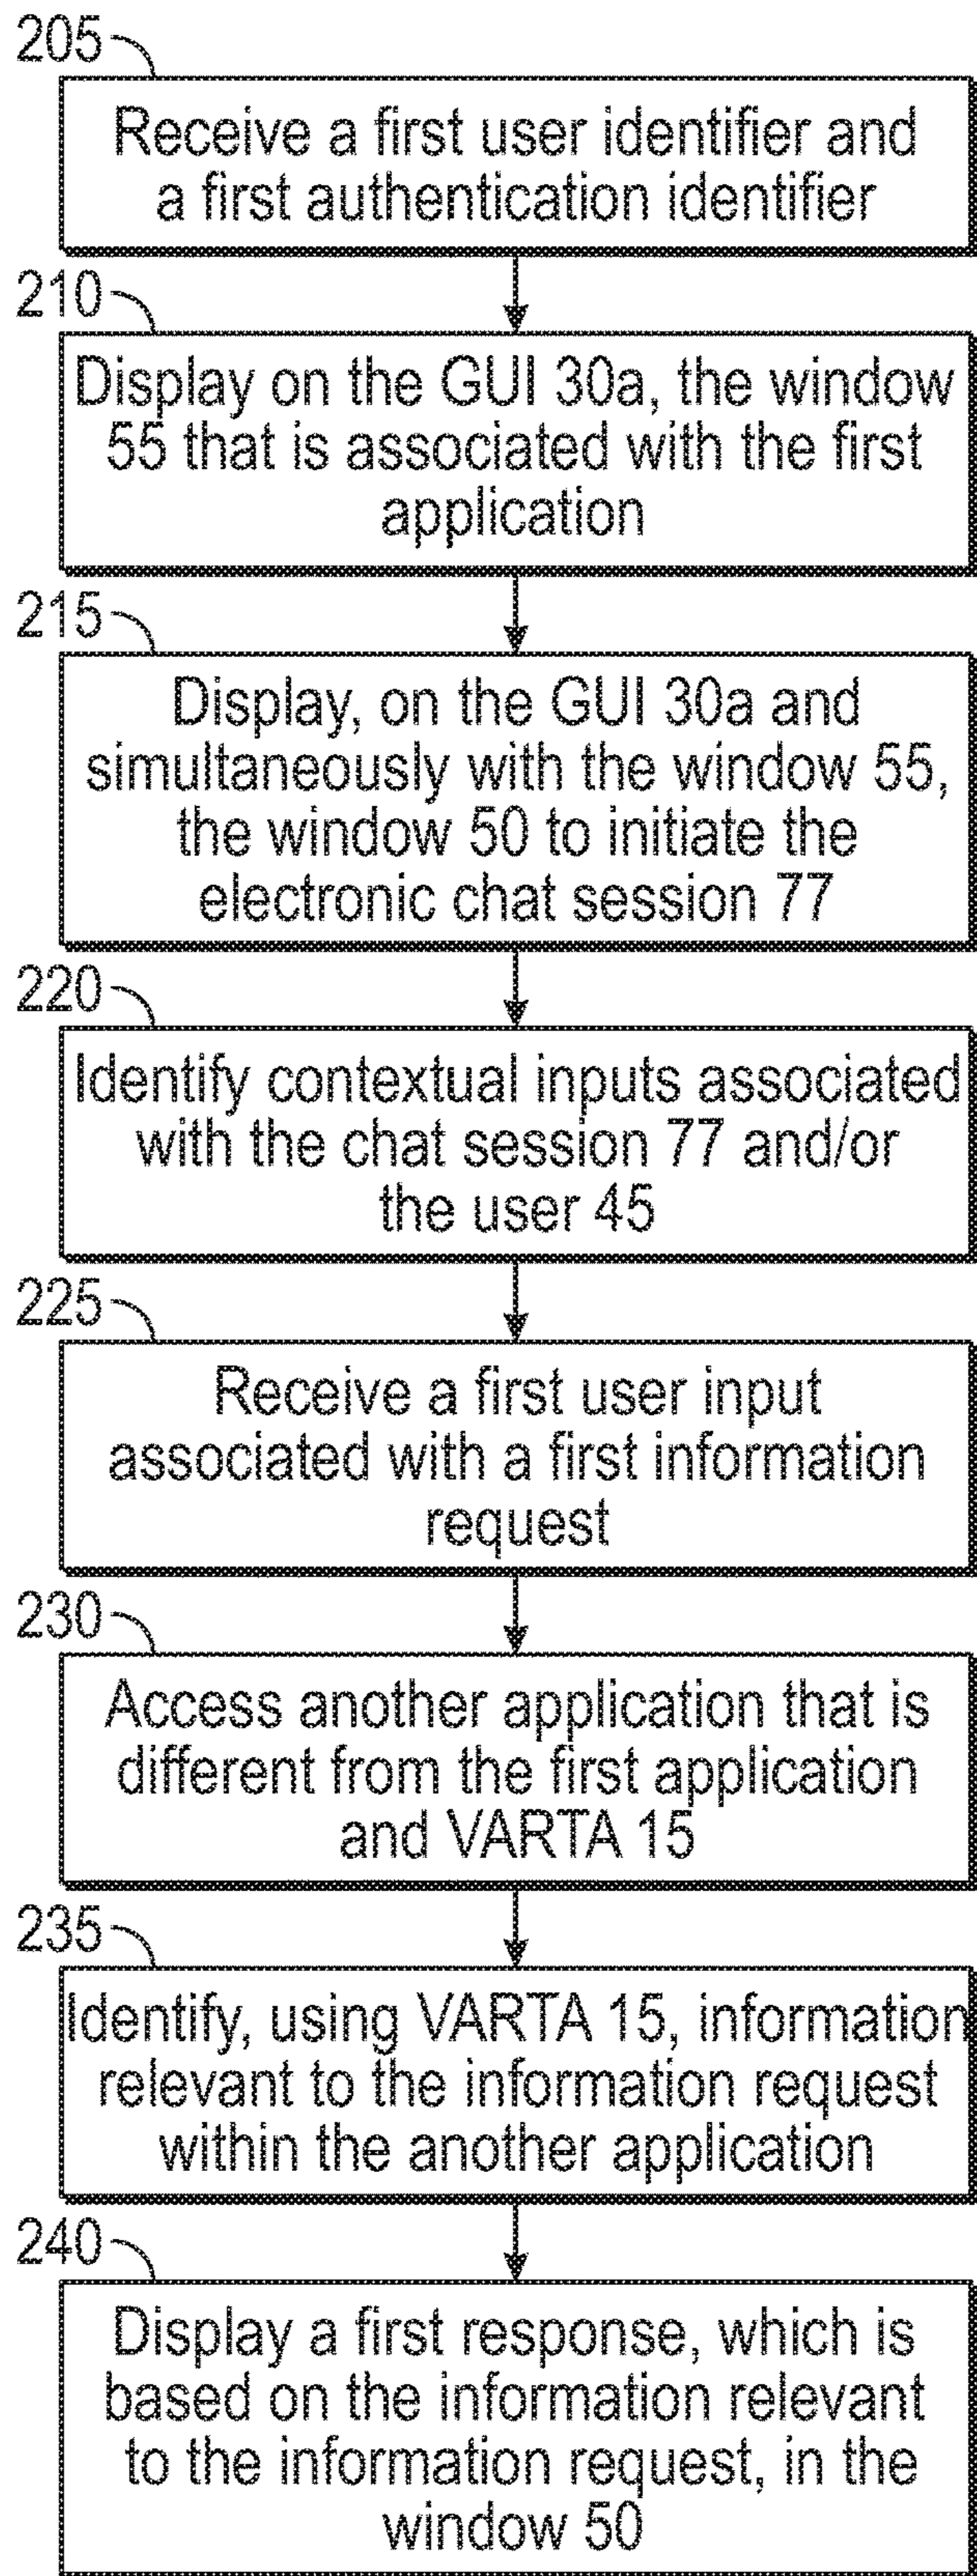 205
Receive a first user identifier and
a first authentication identifier
210
Display on the GUI 30a, the window
55 that is associated with the first
application
215
Display, on the GUI 30a and
simultaneously with the window 55,
the window 50 to initiate the
electronic chat session 77
220
Identify contextual inputs associated
with the chat session 77 and/or
the user 45
225
Receive a first user input
associated with a first information
request
230
Access another application that is
different from the first application
and VARTA 15
235
Identify, using VARTA 15, information
relevant to the information request
within the another application
240
Display a first response, which is
based on the information relevant
to the information request, in the
window 50